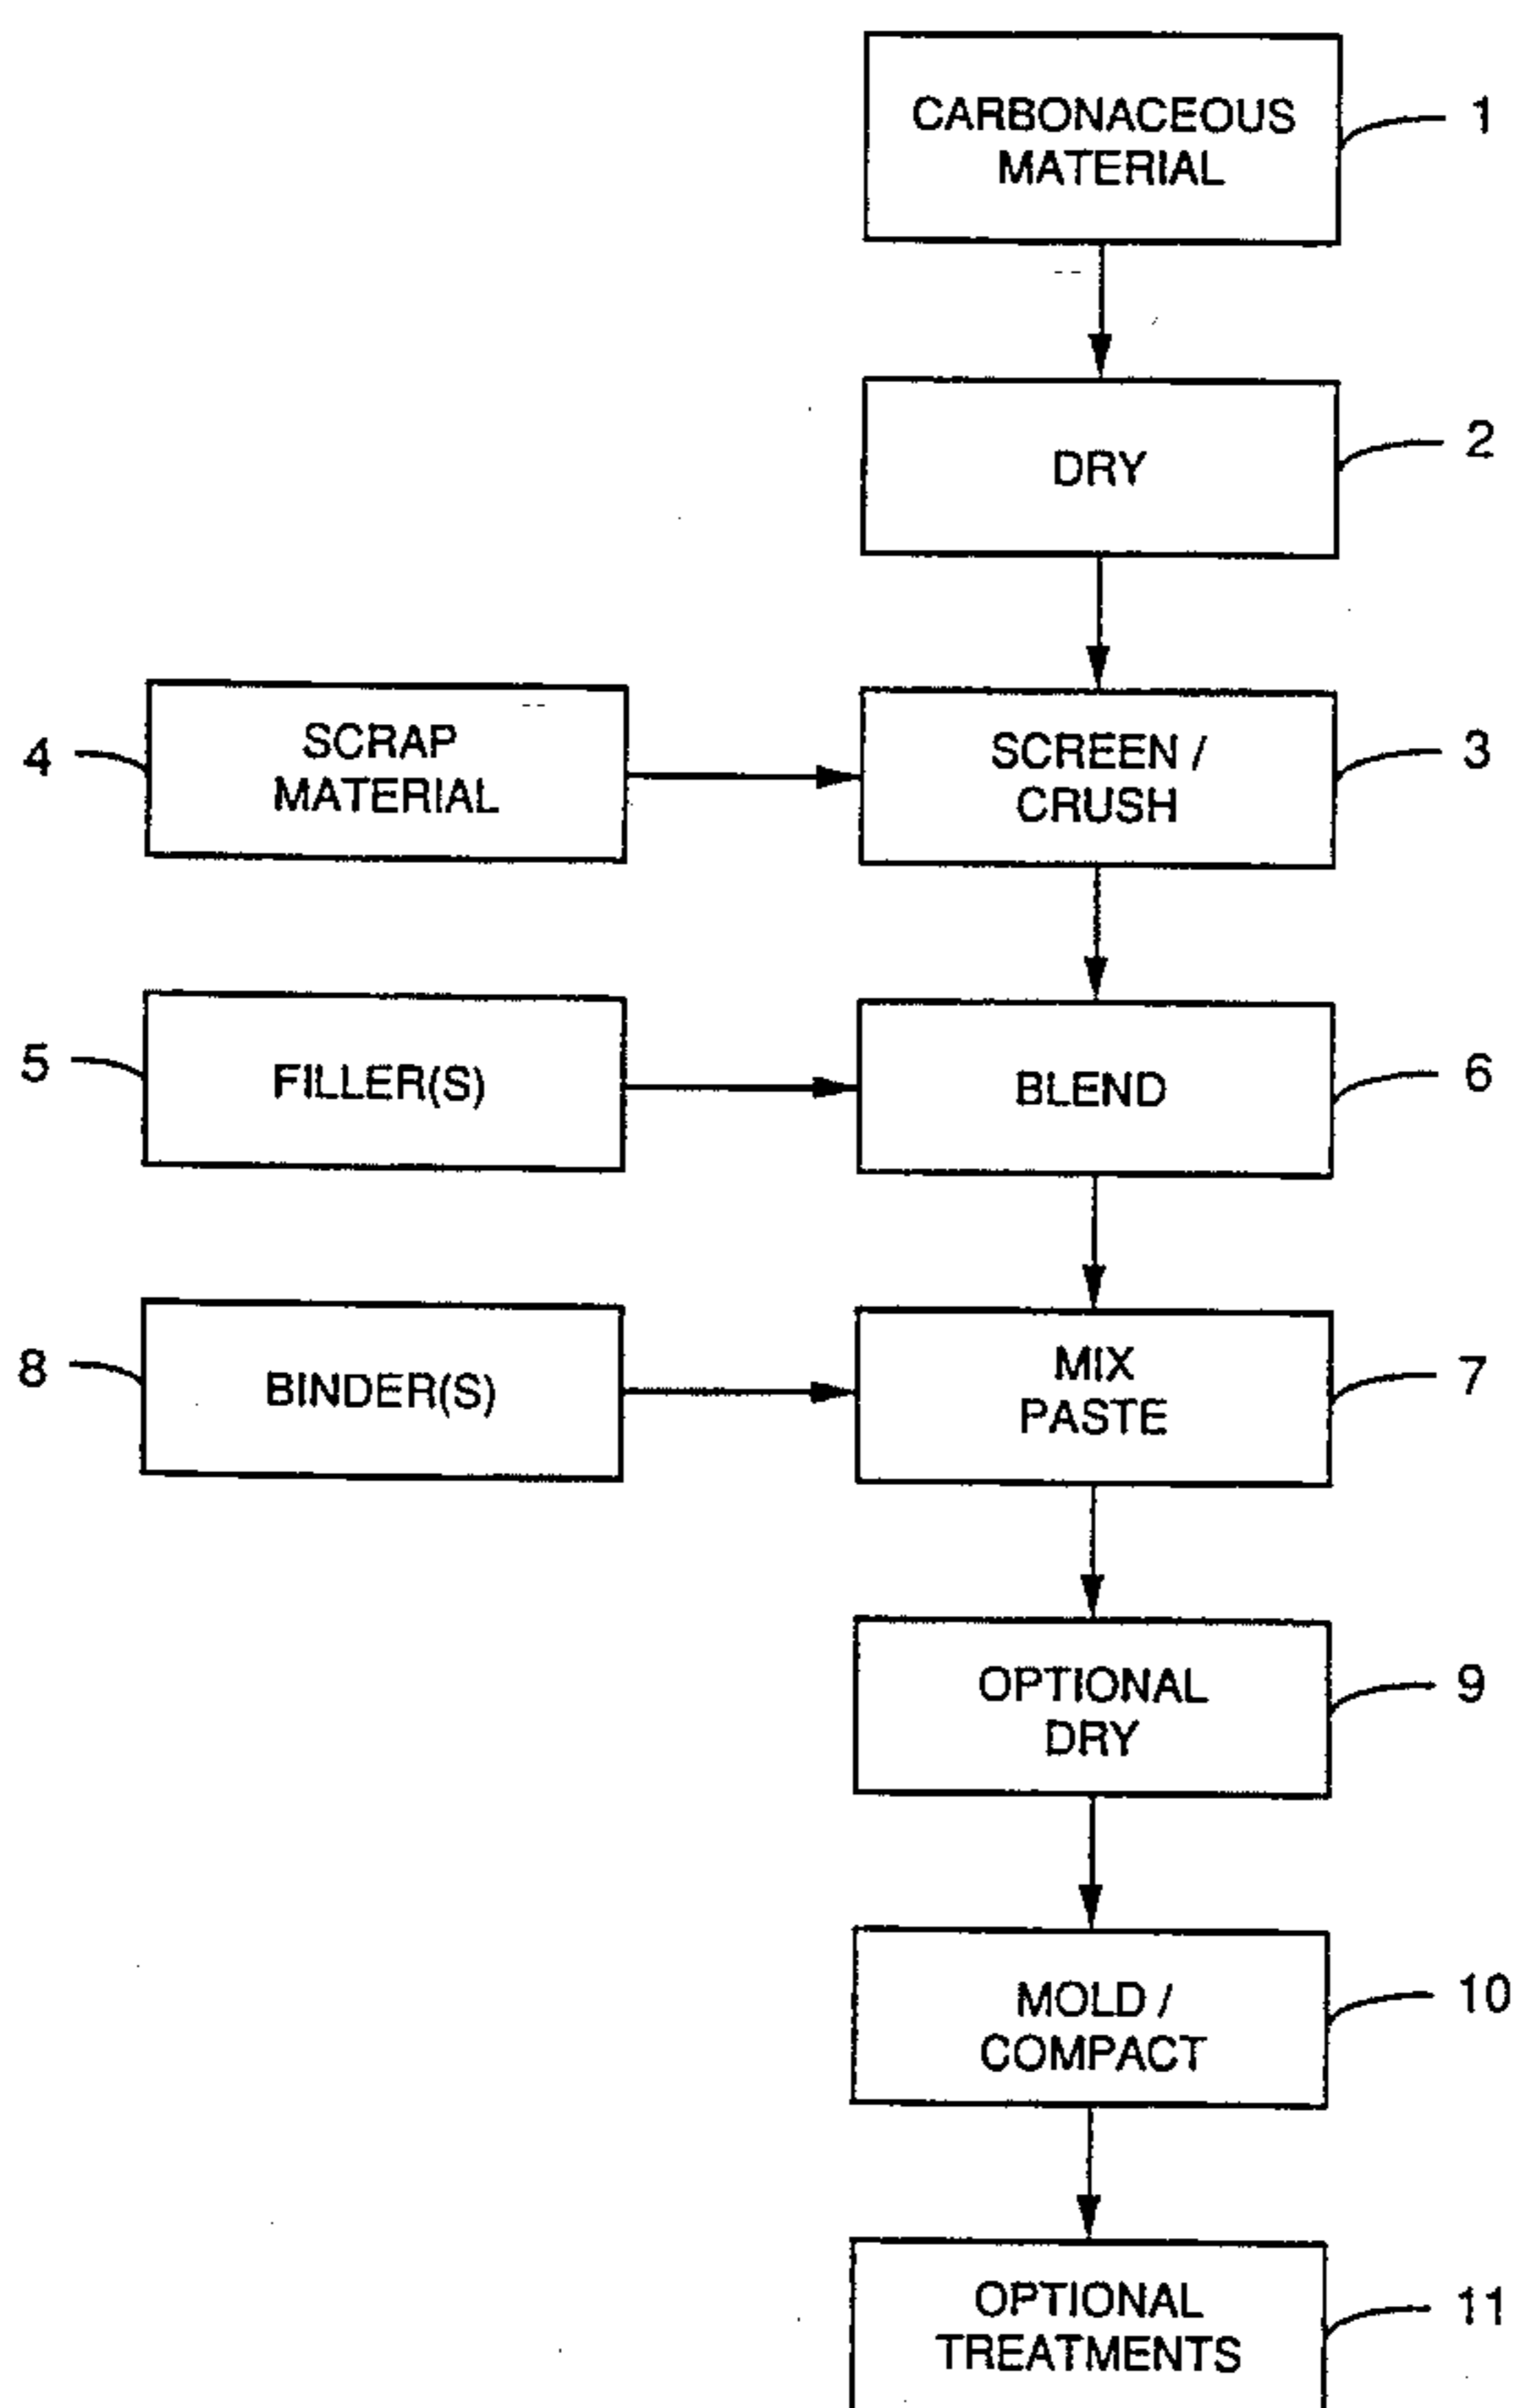 CARBONACEOUS
MATERIAL
1
DRY
2
4
SCRAP
MATERIAL
SCREEN /
CRUSH
3
5
FILLER(S)
BLEND
6
8
BINDER(S)
MIX
PASTE
7
OPTIONAL
DRY
9
MOLD /
COMPACT
10
OPTIONAL
TREATMENTS
11